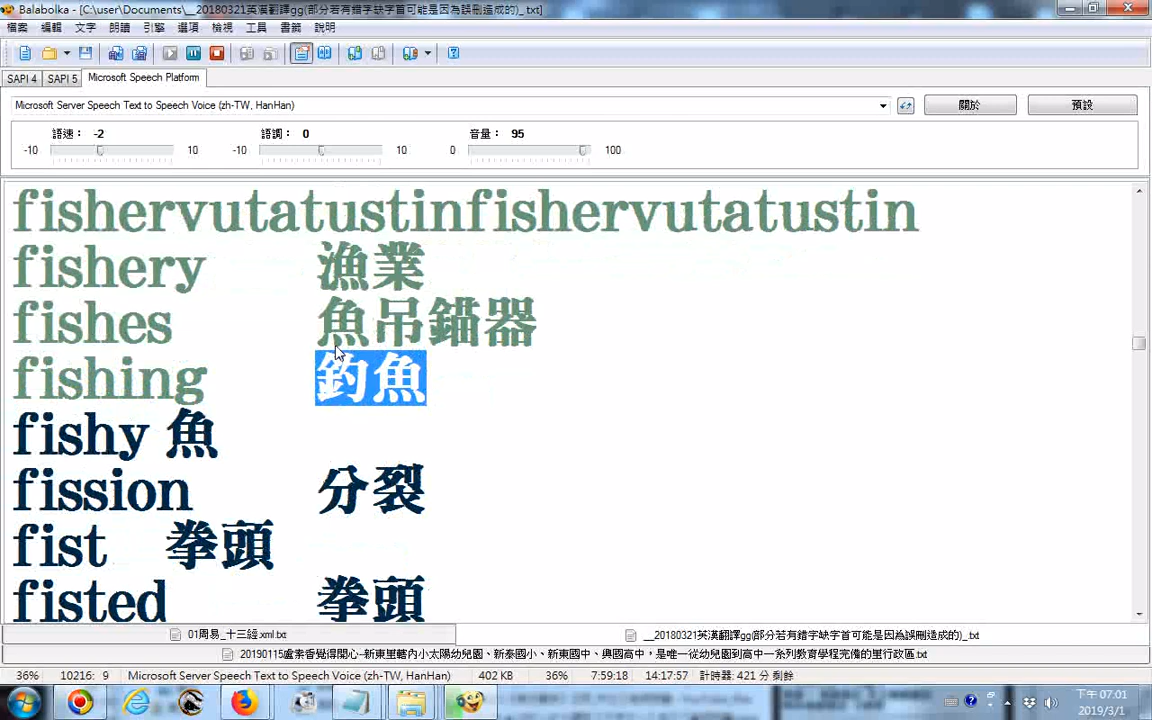 Balabolka - [C:\user\Documents\__20180321英漢翻譯gg(部分若有錯字缺字首可能是因為誤刪造成的)_.txt]
檔案 編輯 文字 朗讀 引擎 選項 檢視 工具 書籤 說明
SAPI 4 SAPI 5 Microsoft Speech Platform
Microsoft Server Speech Text to Speech Voice (zh-TW, HanHan) 關於 預設
語速： -2 語調： 0 音量： 95
-10 10 -10 10 0 100
fishervutatustinfishervutatustin
fishery 漁業
fishes 魚吊錨器
fishing 釣魚
fishy 魚
fission 分裂
fist 拳頭
fisted 拳頭
01周易_十三經.xml.txt __20180321英漢翻譯gg(部分若有錯字缺字首可能是因為誤刪造成的)_.txt
20190115盧素香覺得開心--新東里轄內小太陽幼兒園、新泰國小、新東國中、興國高中，是唯一從幼兒園到高中一系列教育學程完備的里行政區.txt
36% 10216: 9 Microsoft Server Speech Text to Speech Voice (zh-TW, HanHan) 402 KB 36% 7:59:18 14:17:57 計時器: 421 分 剩餘
下午 07:01
2019/3/1